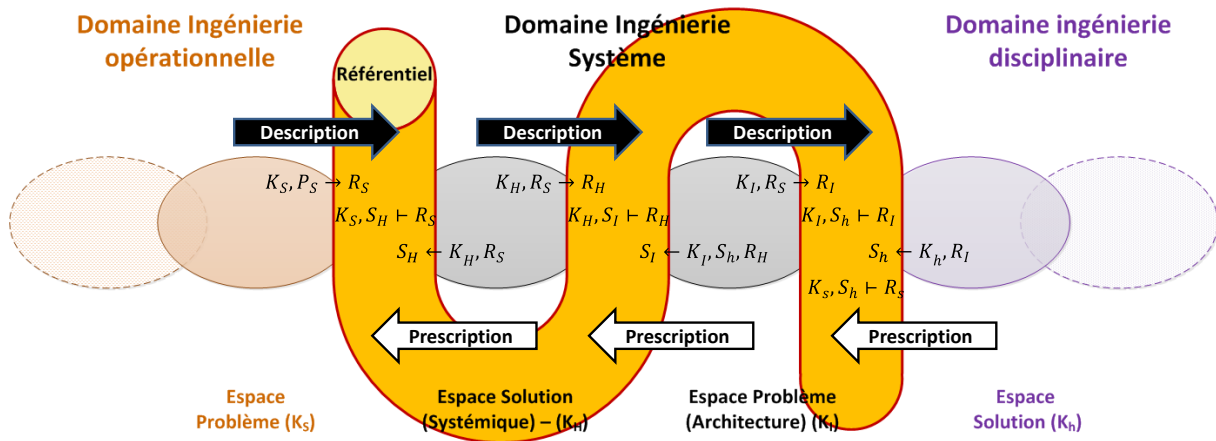 Domaine Ingénierie
opérationnelle
Domaine Ingénierie
Système
Domaine ingénierie
disciplinaire
Référentiel
Description
Description
Description
K_S, P_S → R_S
K_H, R_S → R_H
K_I, R_S → R_I
K_S, S_H ⊢ R_S
K_H, S_I ⊢ R_H
K_I, S_h ⊢ R_I
S_H ← K_H, R_S
S_I ← K_I, S_h, R_H
S_h ← K_h, R_I
K_s, S_h ⊢ R_s
Prescription
Prescription
Prescription
Espace
Problème (K_S)
Espace Solution
(Systémique) – (K_H)
Espace Problème
(Architecture) (K_I)
Espace
Solution (K_h)